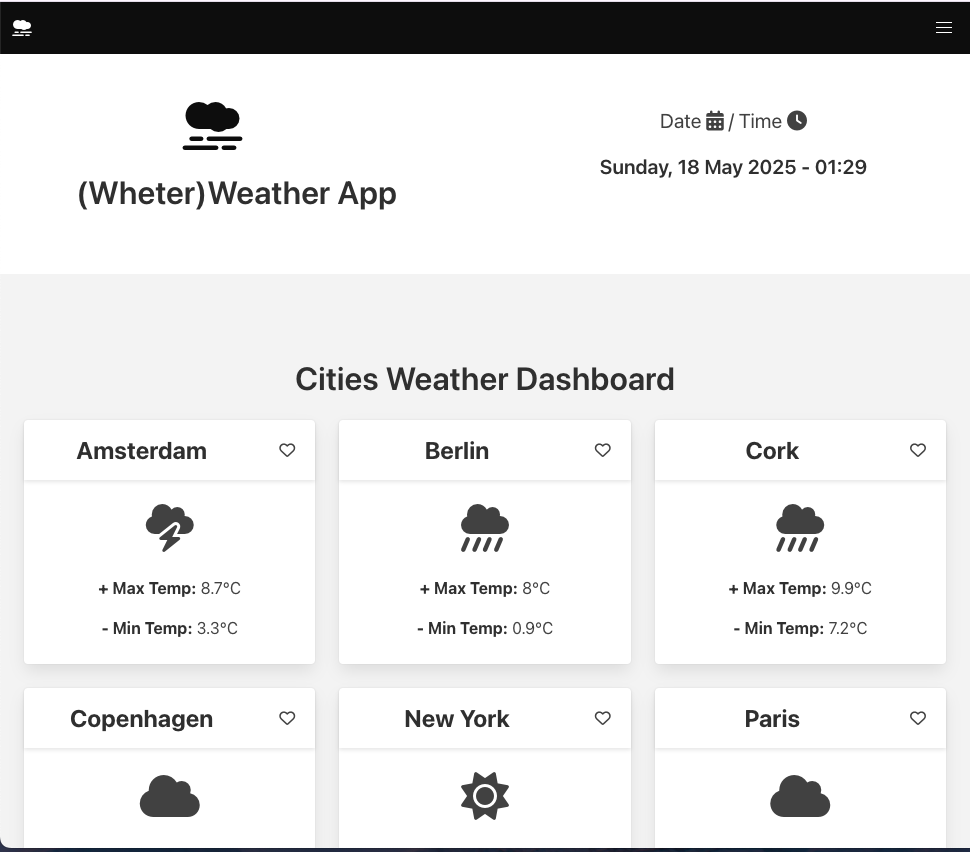 Date / Time
Sunday, 18 May 2025 - 01:29
(Wheter)Weather App
Cities Weather Dashboard
Amsterdam
+ Max Temp: 8.7°C
- Min Temp: 3.3°C
Berlin
+ Max Temp: 8°C
- Min Temp: 0.9°C
Cork
+ Max Temp: 9.9°C
- Min Temp: 7.2°C
Copenhagen
New York
Paris